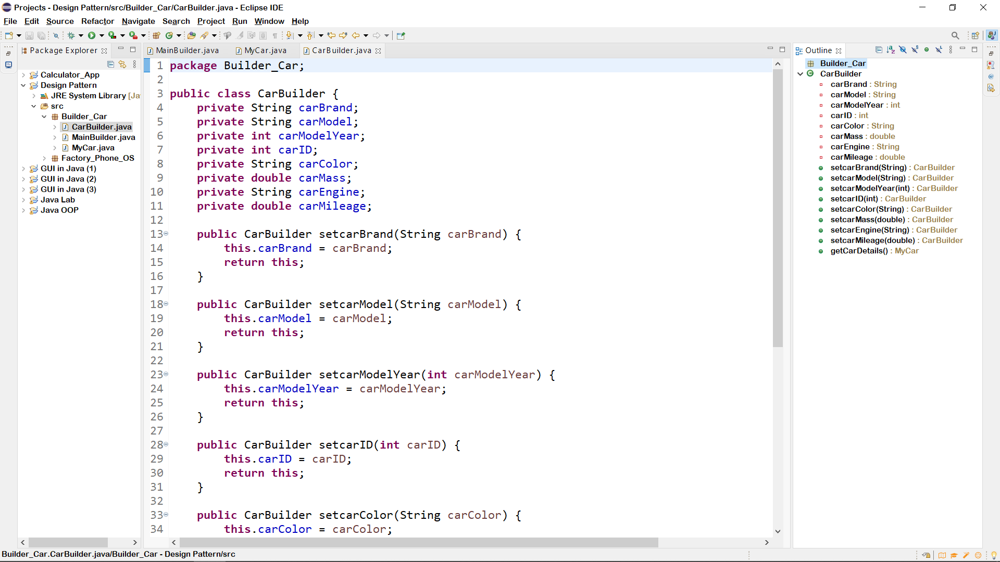 Projects - Design Pattern/src/Builder_Car/CarBuilder.java - Eclipse IDE
File Edit Source Refactor Navigate Search Project Run Window Help
Package Explorer
Calculator_App
Design Pattern
JRE System Library [Ja
src
Builder_Car
CarBuilder.java
MainBuilder.java
MyCar.java
Factory_Phone_OS
GUI in Java (1)
GUI in Java (2)
GUI in Java (3)
Java Lab
Java OOP
MainBuilder.java MyCar.java CarBuilder.java
1 package Builder_Car;
2
3 public class CarBuilder {
4 private String carBrand;
5 private String carModel;
6 private int carModelYear;
7 private int carID;
8 private String carColor;
9 private double carMass;
10 private String carEngine;
11 private double carMileage;
12
13 public CarBuilder setcarBrand(String carBrand) {
14 this.carBrand = carBrand;
15 return this;
16 }
17
18 public CarBuilder setcarModel(String carModel) {
19 this.carModel = carModel;
20 return this;
21 }
22
23 public CarBuilder setcarModelYear(int carModelYear) {
24 this.carModelYear = carModelYear;
25 return this;
26 }
27
28 public CarBuilder setcarID(int carID) {
29 this.carID = carID;
30 return this;
31 }
32
33 public CarBuilder setcarColor(String carColor) {
34 this.carColor = carColor;
Outline
Builder_Car
CarBuilder
carBrand : String
carModel : String
carModelYear : int
carID : int
carColor : String
carMass : double
carEngine : String
carMileage : double
setcarBrand(String) : CarBuilder
setcarModel(String) : CarBuilder
setcarModelYear(int) : CarBuilder
setcarID(int) : CarBuilder
setcarColor(String) : CarBuilder
setcarMass(double) : CarBuilder
setcarEngine(String) : CarBuilder
setcarMileage(double) : CarBuilder
getCarDetails() : MyCar
Builder_Car.CarBuilder.java/Builder_Car - Design Pattern/src